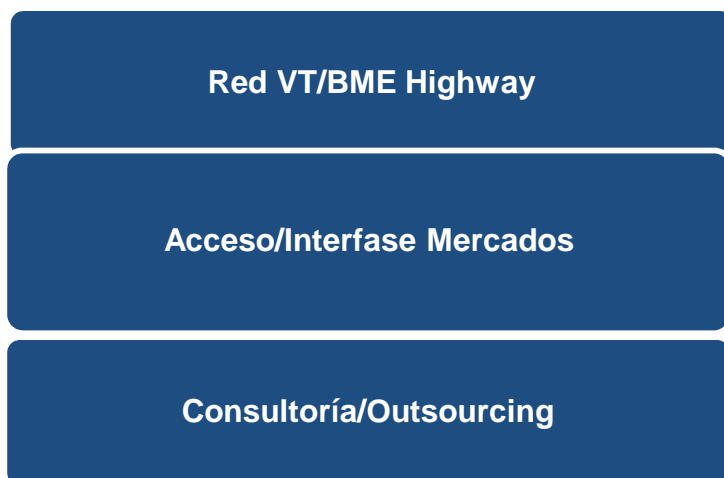 Red VT/BME Highway
Acceso/Interfase Mercados
Consultoría/Outsourcing